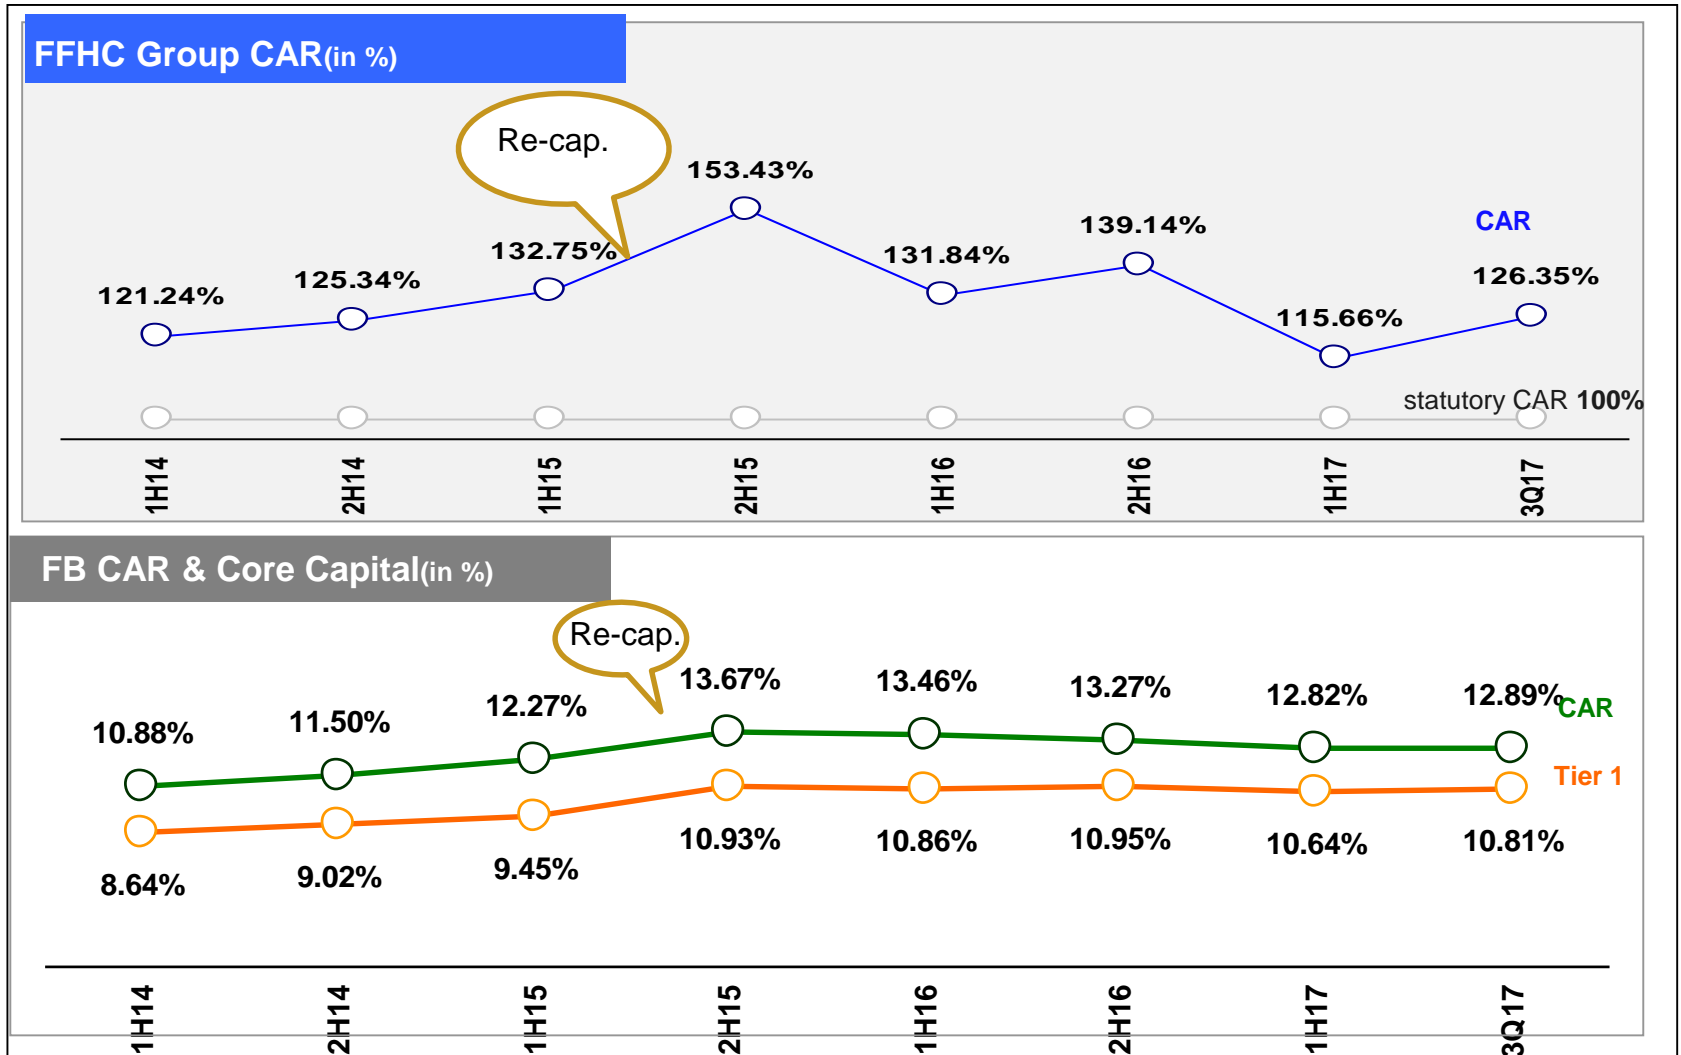 FFHC Group CAR(in %)
Re-cap.
153.43%
CAR
139.14%
132.75%
131.84%
126.35%
125.34%
121.24%
115.66%
statutory CAR 100%
1H14
2H14
1H15
2H15
1H16
2H16
1H17
3Q17
FB CAR & Core Capital(in %)
Re-cap.
10.88%
11.50%
12.27%
13.67%
13.46%
13.27%
12.82%
12.89%
CAR
Tier 1
8.64%
9.02%
9.45%
10.93%
10.86%
10.95%
10.64%
10.81%
1H14
2H14
1H15
2H15
1H16
2H16
1H17
3Q17